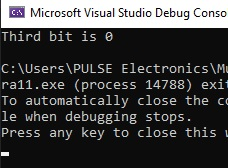 Microsoft Visual Studio Debug Conso
Third bit is 0
C:\Users\PULSE Electronics\Mu
ra11.exe (process 14788) exit
To automatically close the co
le when debugging stops.
Press any key to close this w